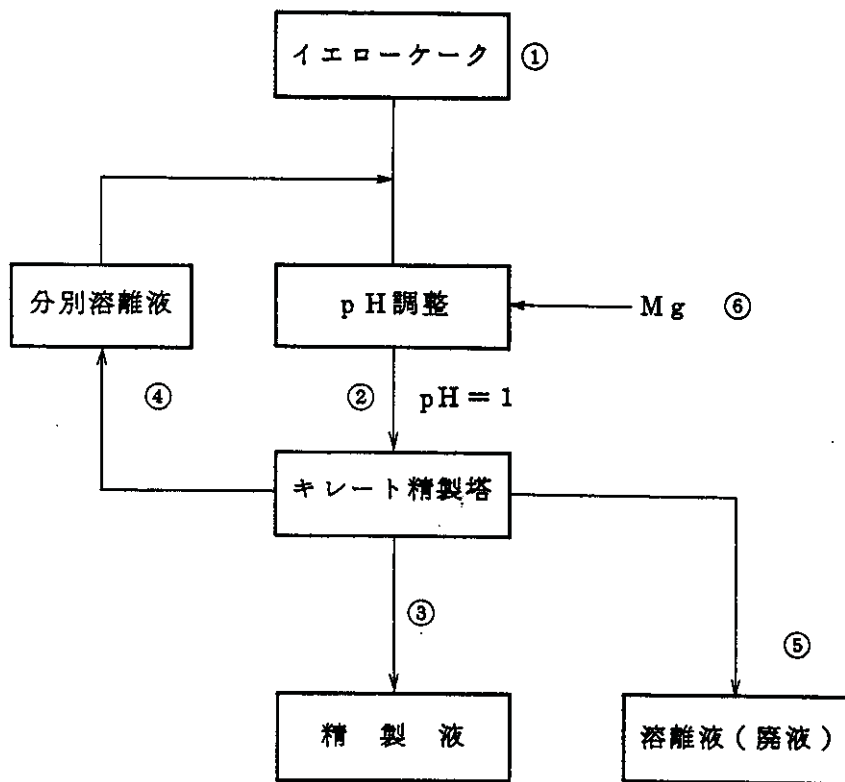 イエローケーク ①
分別溶離液
pH調整
Mg ⑥
④
② pH=1
キレート精製塔
③
⑤
精製液
溶離液(廃液)